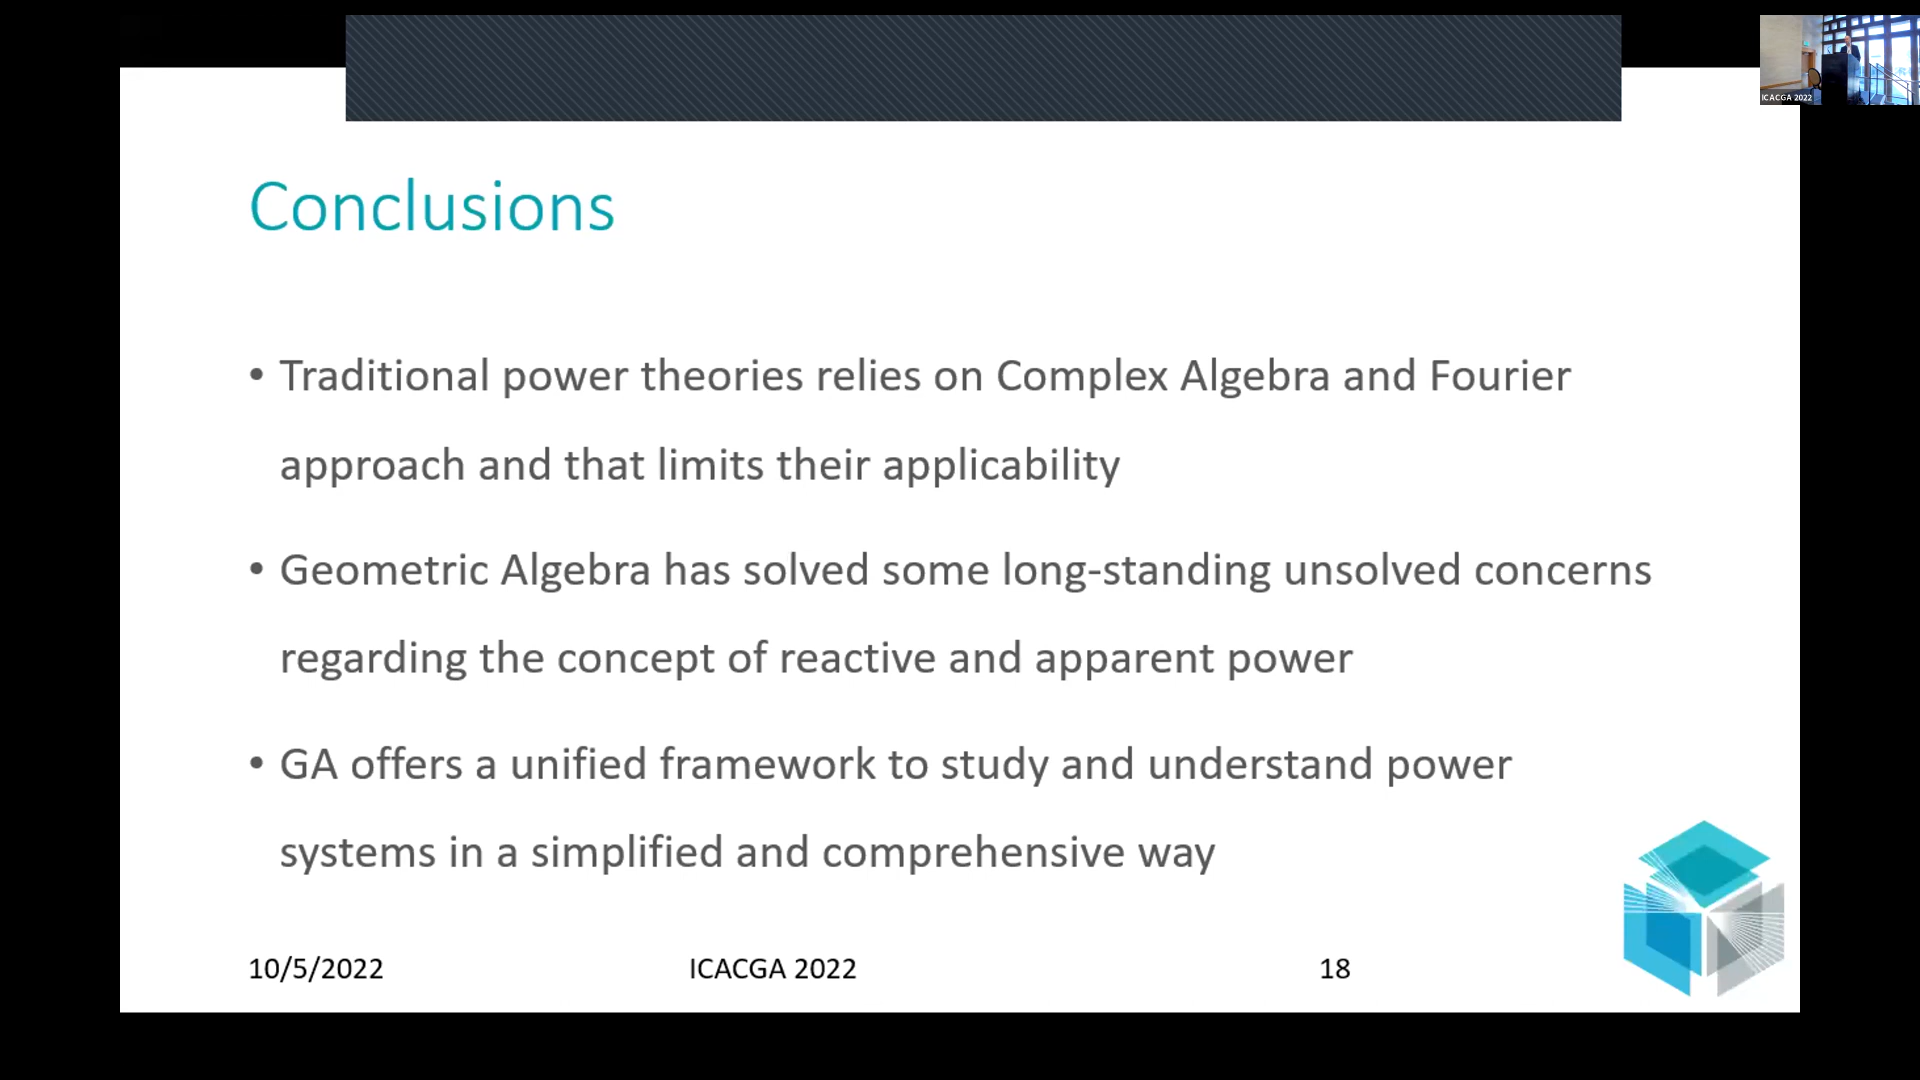 ICACGA 2022
Conclusions
• Traditional power theories relies on Complex Algebra and Fourier
approach and that limits their applicability
• Geometric Algebra has solved some long-standing unsolved concerns
regarding the concept of reactive and apparent power
• GA offers a unified framework to study and understand power
systems in a simplified and comprehensive way
10/5/2022 ICACGA 2022 18